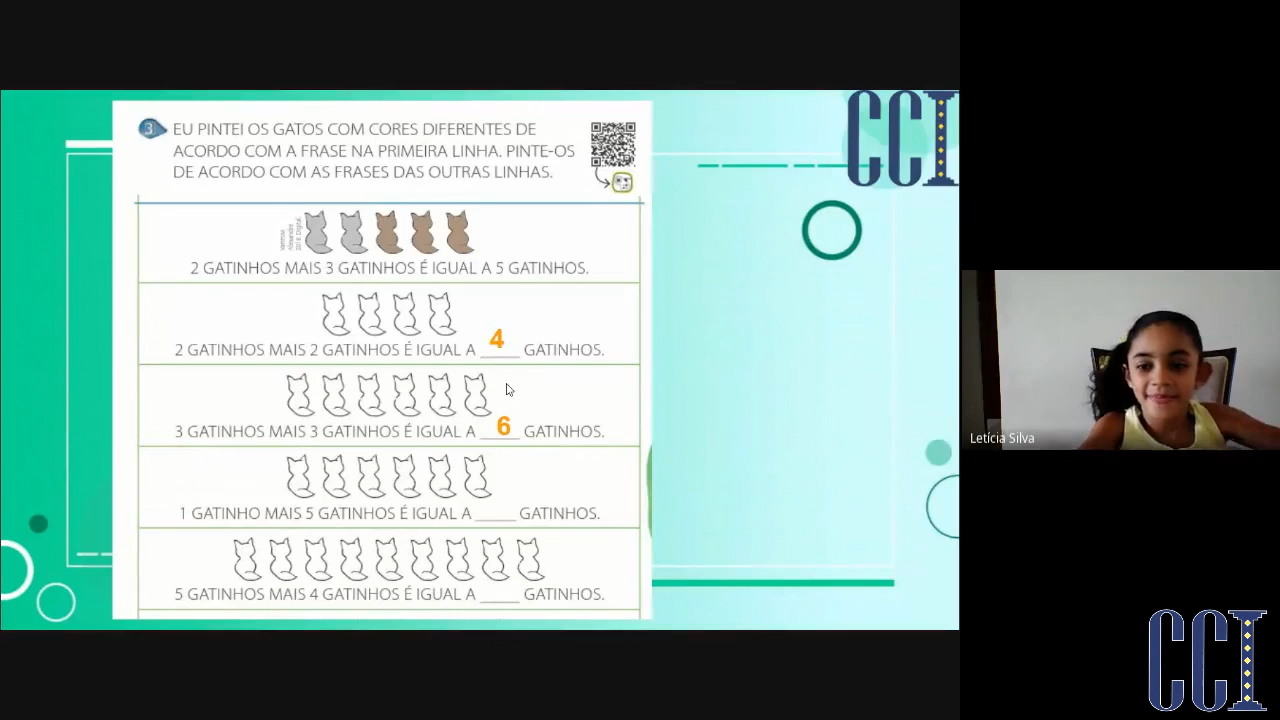 CCI
3
EU PINTEI OS GATOS COM CORES DIFERENTES DE
ACORDO COM A FRASE NA PRIMEIRA LINHA. PINTE-OS
DE ACORDO COM AS FRASES DAS OUTRAS LINHAS.
2 GATINHOS MAIS 3 GATINHOS É IGUAL A 5 GATINHOS.
2 GATINHOS MAIS 2 GATINHOS É IGUAL A 4 GATINHOS.
3 GATINHOS MAIS 3 GATINHOS É IGUAL A 6 GATINHOS.
1 GATINHO MAIS 5 GATINHOS É IGUAL A _____ GATINHOS.
5 GATINHOS MAIS 4 GATINHOS É IGUAL A _____ GATINHOS.
Letícia Silva
CCI